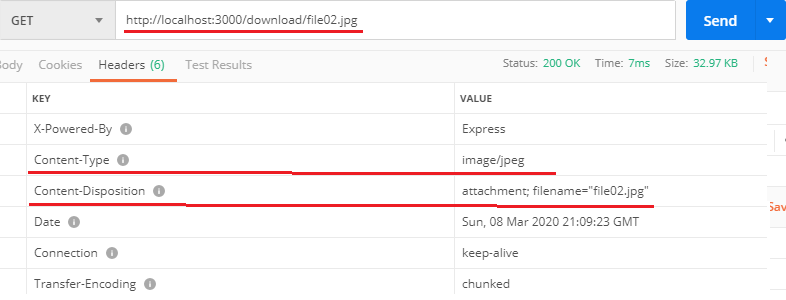 GET http://localhost:3000/download/file02.jpg Send
Body Cookies Headers (6) Test Results Status: 200 OK Time: 7ms Size: 32.97 KB
KEY VALUE
X-Powered-By Express
Content-Type image/jpeg
Content-Disposition attachment; filename="file02.jpg"
Sav
Date Sun, 08 Mar 2020 21:09:23 GMT
Connection keep-alive
Transfer-Encoding chunked